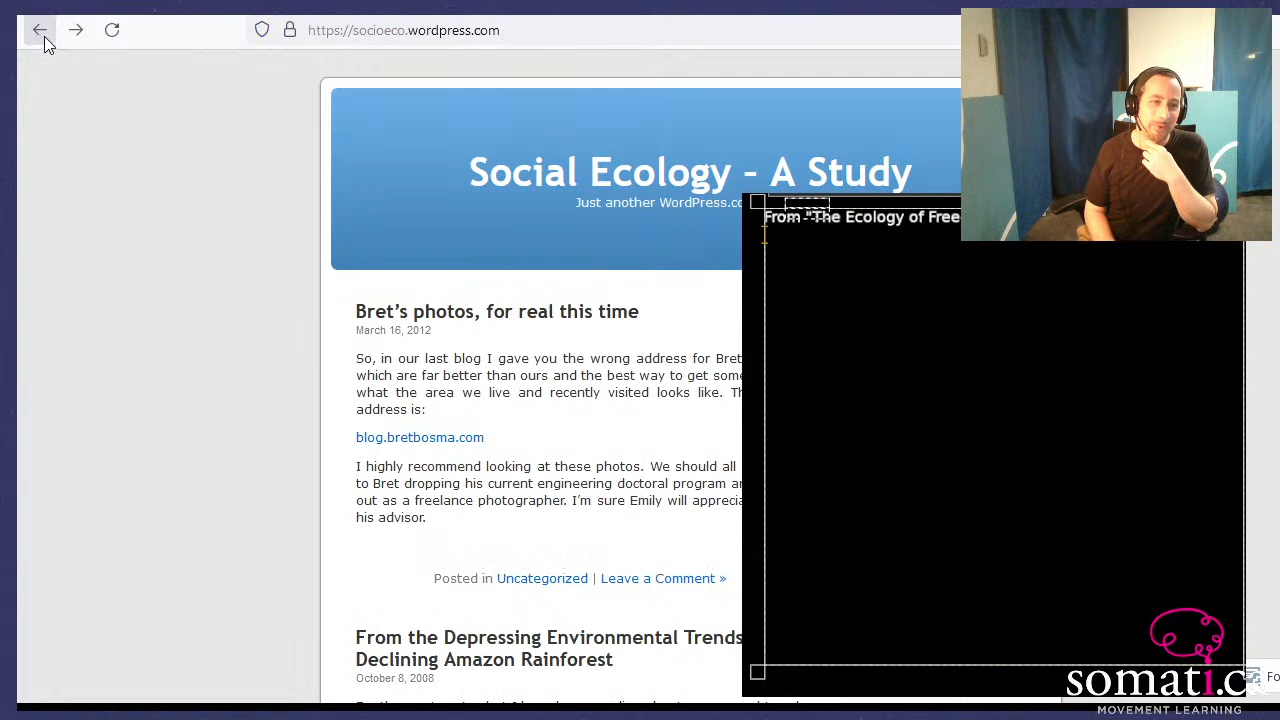 https://socioeco.wordpress.com
Social Ecology – A Study
Just another WordPress.co
From "The Ecology of Free
Bret's photos, for real this time
March 16, 2012
So, in our last blog I gave you the wrong address for Bret
which are far better than ours and the best way to get some
what the area we live and recently visited looks like. Th
address is:
blog.bretbosma.com
I highly recommend looking at these photos. We should all
to Bret dropping his current engineering doctoral program an
out as a freelance photographer. I'm sure Emily will apprecia
his advisor.
Posted in Uncategorized | Leave a Comment »
From the Depressing Environmental Trends
Declining Amazon Rainforest
October 8, 2008
somati.ca
MOVEMENT LEARNING
Fo